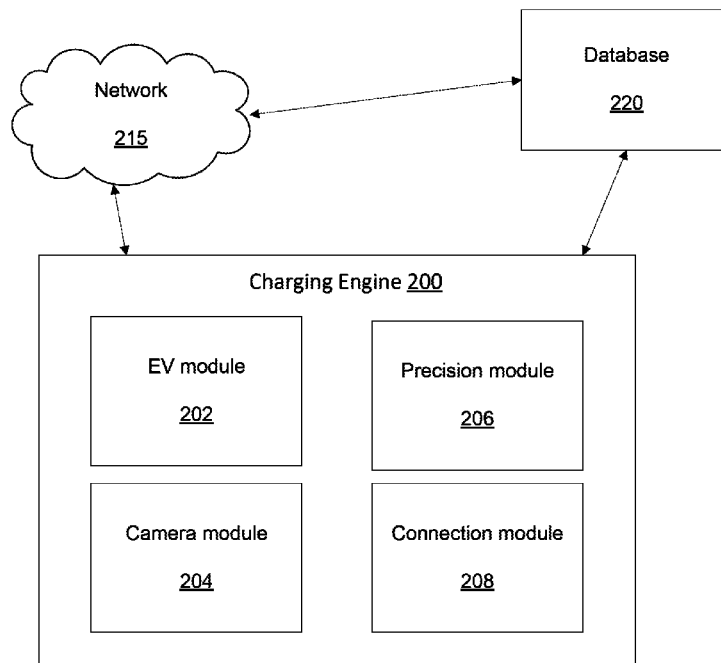 Network
215
Database
220
Charging Engine 200
EV module
202
Precision module
206
Camera module
204
Connection module
208